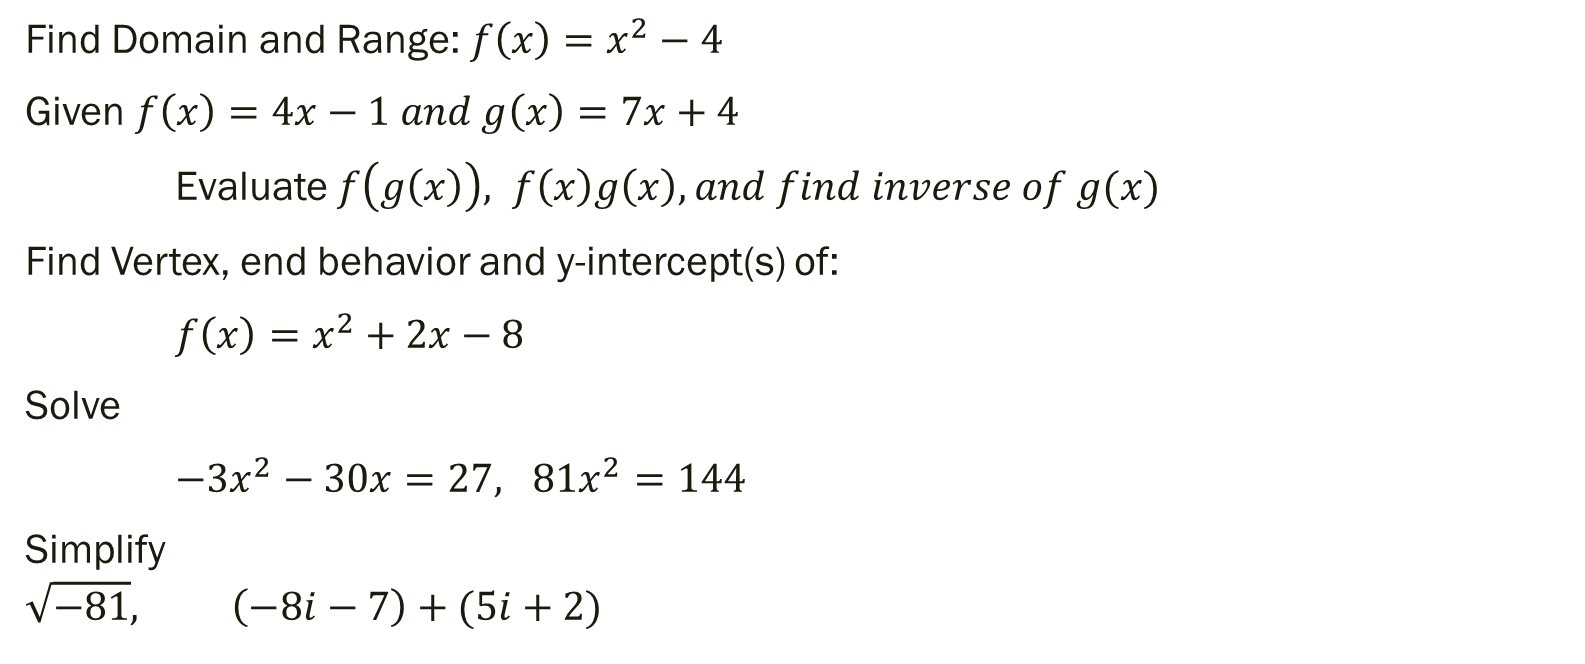 Find Domain and Range: f(x) = x² − 4
Given f(x) = 4x − 1 and g(x) = 7x + 4
Evaluate f(g(x)), f(x)g(x), and find inverse of g(x)
Find Vertex, end behavior and y-intercept(s) of:
f(x) = x² + 2x − 8
Solve
−3x² − 30x = 27, 81x² = 144
Simplify
√−81, (−8i − 7) + (5i + 2)